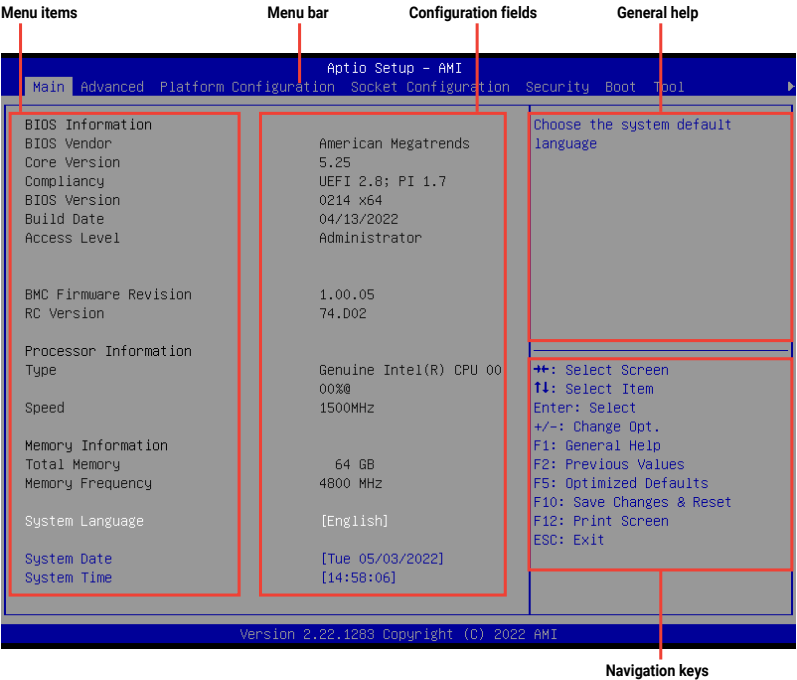 Menu items Menu bar Configuration fields General help
Aptio Setup – AMI
Main Advanced Platform Configuration Socket Configuration Security Boot Tool
BIOS Information
BIOS Vendor American Megatrends
Core Version 5.25
Compliancy UEFI 2.8; PI 1.7
BIOS Version 0214 x64
Build Date 04/13/2022
Access Level Administrator
BMC Firmware Revision 1.00.05
RC Version 74.D02
Processor Information
Type Genuine Intel(R) CPU 00
00%@
Speed 1500MHz
Memory Information
Total Memory 64 GB
Memory Frequency 4800 MHz
System Language [English]
System Date [Tue 05/03/2022]
System Time [14:58:06]
Choose the system default
language
→←: Select Screen
↑↓: Select Item
Enter: Select
+/-: Change Opt.
F1: General Help
F2: Previous Values
F5: Optimized Defaults
F10: Save Changes & Reset
F12: Print Screen
ESC: Exit
Version 2.22.1283 Copyright (C) 2022 AMI
Navigation keys